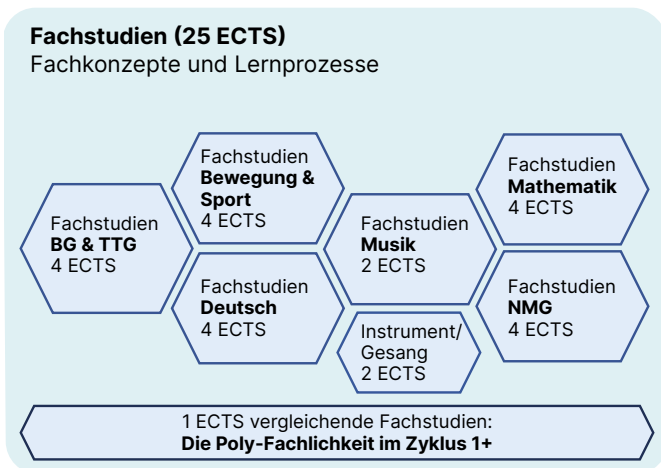 Fachstudien (25 ECTS)
Fachkonzepte und Lernprozesse
Fachstudien
BG & TTG
4 ECTS
Fachstudien
Bewegung &
Sport
4 ECTS
Fachstudien
Deutsch
4 ECTS
Fachstudien
Musik
2 ECTS
Instrument/
Gesang
2 ECTS
Fachstudien
Mathematik
4 ECTS
Fachstudien
NMG
4 ECTS
1 ECTS vergleichende Fachstudien:
Die Poly-Fachlichkeit im Zyklus 1+